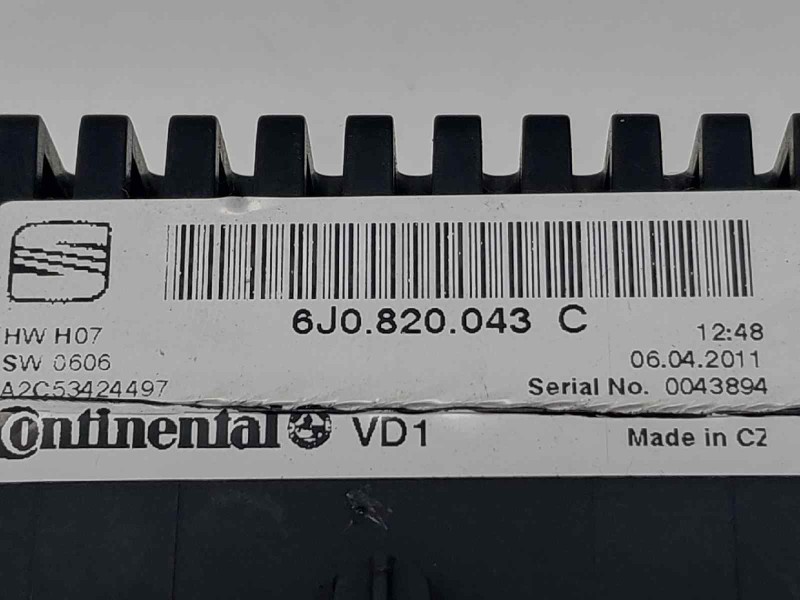 6J0.820.043 C
HW H07
SW 0606
A2C53424497
12:48
06.04.2011
Serial No. 0043894
Continental VD1
Made in CZ